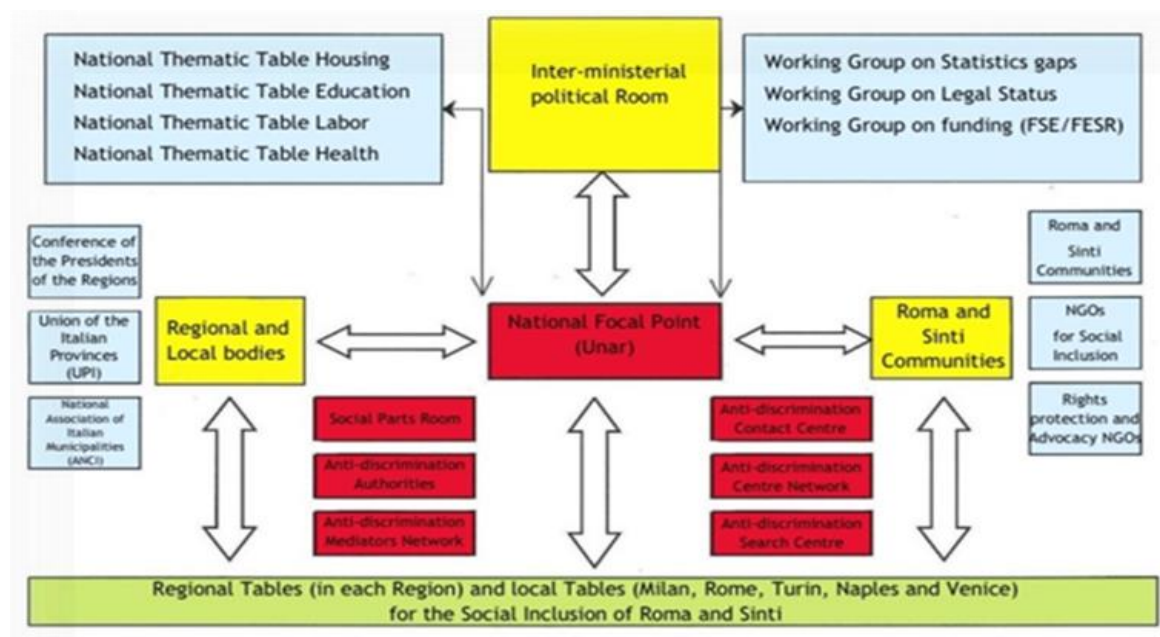 National Thematic Table Housing
National Thematic Table Education
National Thematic Table Labor
National Thematic Table Health
Inter-ministerial
political Room
Working Group on Statistics gaps
Working Group on Legal Status
Working Group on funding (FSE/FESR)
Conference of
the Presidents
of the Regions
Union of the
Italian
Provinces
(UPI)
National
Association of
Italian
Municipalities
(ANCI)
Regional and
Local bodies
National Focal Point
(Unar)
Roma and
Sinti
Communities
Roma and
Sinti
Communities
NGOs
for Social
Inclusion
Rights
protection and
Advocacy NGOs
Social Parts Room
Anti-discrimination
Authorities
Anti-discrimination
Mediators Network
Anti-discrimination
Contact Centre
Anti-discrimination
Centre Network
Anti-discrimination
Search Centre
Regional Tables (in each Region) and local Tables (Milan, Rome, Turin, Naples and Venice)
for the Social Inclusion of Roma and Sinti